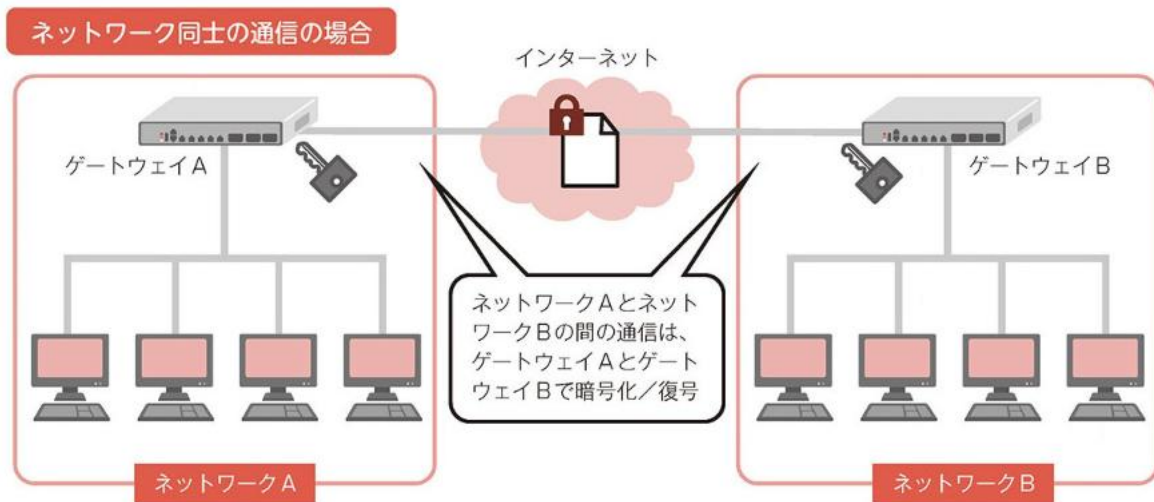 ネットワーク同士の通信の場合
インターネット
ゲートウェイA
ゲートウェイB
ネットワークAとネット
ワークBの間の通信は、
ゲートウェイAとゲート
ウェイBで暗号化／復号
ネットワークA
ネットワークB